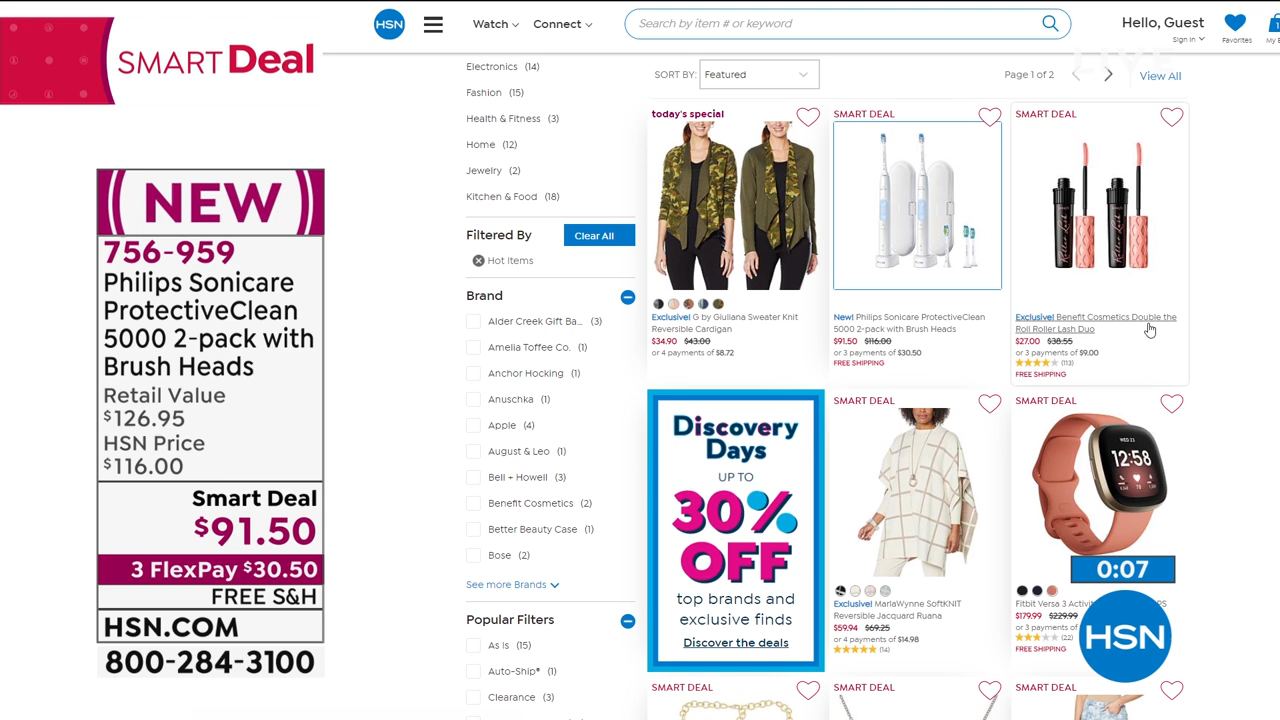 SMART Deal
NEW
756-959
Philips Sonicare
ProtectiveClean
5000 2-pack with
Brush Heads
Retail Value
$126.95
HSN Price
$116.00
Smart Deal
$91.50
3 FlexPay $30.50
FREE S&H
HSN.COM
800-284-3100
HSN
Watch
Connect
Search by item # or keyword
Hello, Guest
Sign In
Favorites
LIVE
Electronics (14)
Fashion (15)
Health & Fitness (3)
Home (12)
Jewelry (2)
Kitchen & Food (18)
Filtered By
Clear All
Hot Items
Brand
Alder Creek Gift Ba... (3)
Amelia Toffee Co. (1)
Anchor Hocking (1)
Anuschka (1)
Apple (4)
August & Leo (1)
Bell + Howell (3)
Benefit Cosmetics (2)
Better Beauty Case (1)
Bose (2)
See more Brands
Popular Filters
As Is (15)
Auto-Ship® (1)
Clearance (3)
SORT BY: Featured
Page 1 of 2
View All
today's special
Exclusive! G by Giuliana Sweater Knit
Reversible Cardigan
$34.90 $43.00
or 4 payments of $8.72
SMART DEAL
New! Philips Sonicare ProtectiveClean
5000 2-pack with Brush Heads
$91.50 $116.00
or 3 payments of $30.50
FREE SHIPPING
SMART DEAL
Roller Lash
Roller Lash
Exclusive! Benefit Cosmetics Double the
Roll Roller Lash Duo
$27.00 $38.55
or 3 payments of $9.00
(113)
FREE SHIPPING
Discovery
Days
UP TO
30%
OFF
top brands and
exclusive finds
Discover the deals
SMART DEAL
Exclusive! MarlaWynne SoftKNIT
Reversible Jacquard Ruana
$59.94 $69.25
or 4 payments of $14.98
(14)
SMART DEAL
WED 23
12:58
0:07
Fitbit Versa 3
$179.99 $229.99
or 3 payments of
(22)
FREE SHIPPING
HSN
SMART DEAL
SMART DEAL
SMART DEAL